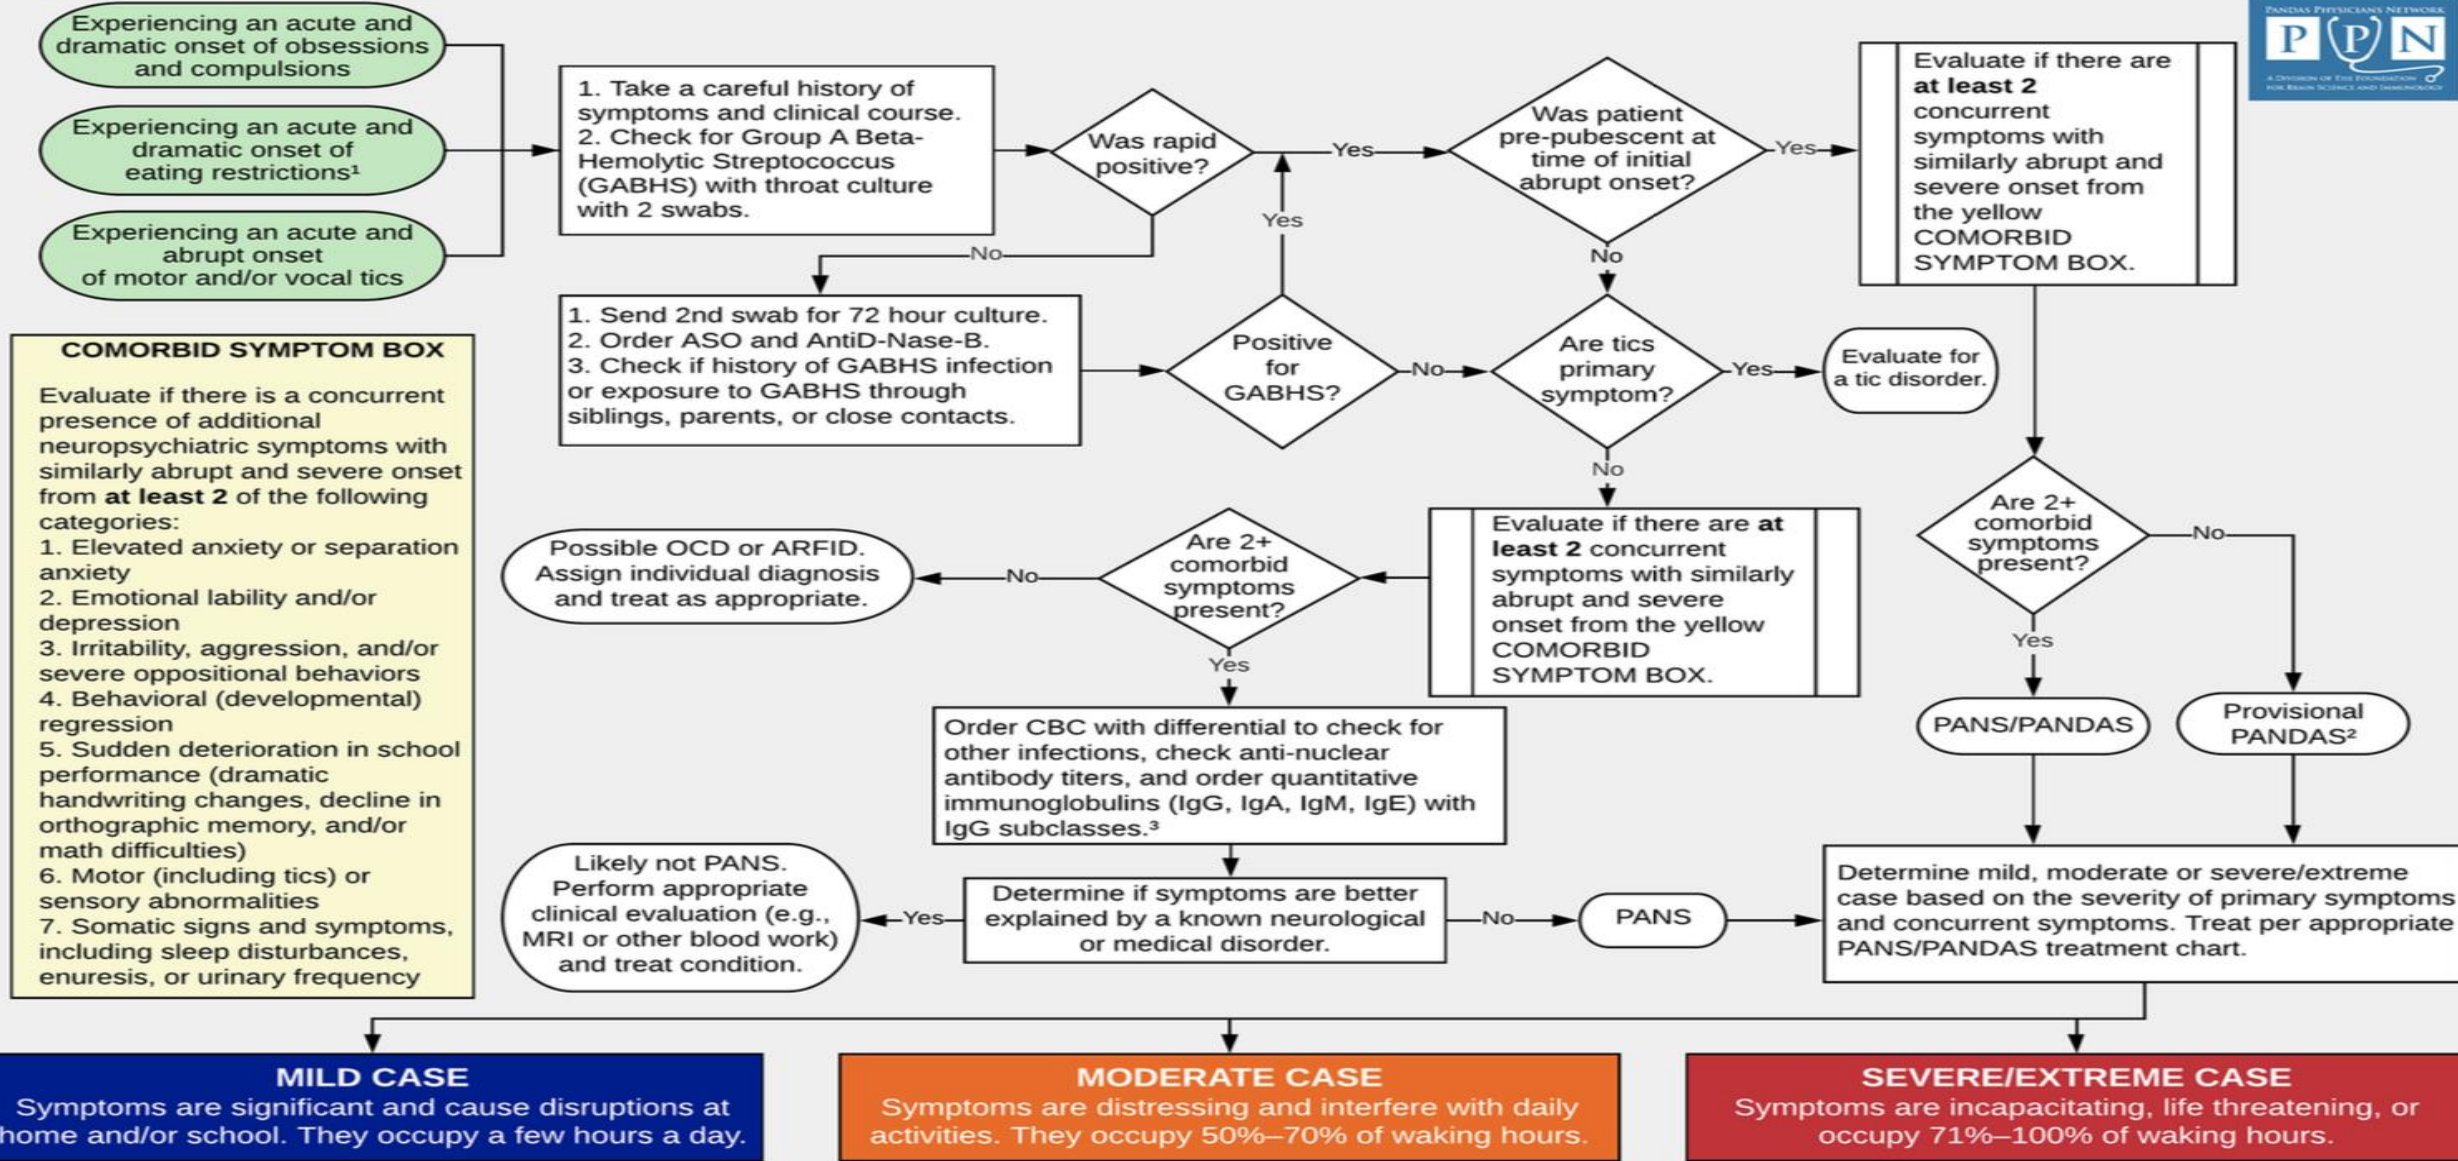 Experiencing an acute and
dramatic onset of obsessions
and compulsions
Experiencing an acute and
dramatic onset of
eating restrictions¹
Experiencing an acute and
abrupt onset
of motor and/or vocal tics
1. Take a careful history of
symptoms and clinical course.
2. Check for Group A Beta-
Hemolytic Streptococcus
(GABHS) with throat culture
with 2 swabs.
Was rapid
positive?
Yes
No
Yes
Was patient
pre-pubescent at
time of initial
abrupt onset?
Yes
No
Evaluate if there are
at least 2
concurrent
symptoms with
similarly abrupt and
severe onset from
the yellow
COMORBID
SYMPTOM BOX.
PANDAS PHYSICIANS NETWORK
PPN
A DIVISION OF THE FOUNDATION
FOR BRAIN SCIENCE AND IMMUNOLOGY
1. Send 2nd swab for 72 hour culture.
2. Order ASO and AntiD-Nase-B.
3. Check if history of GABHS infection
or exposure to GABHS through
siblings, parents, or close contacts.
Positive
for
GABHS?
No
Are tics
primary
symptom?
Yes
No
Evaluate for
a tic disorder.
COMORBID SYMPTOM BOX
Evaluate if there is a concurrent
presence of additional
neuropsychiatric symptoms with
similarly abrupt and severe onset
from at least 2 of the following
categories:
1. Elevated anxiety or separation
anxiety
2. Emotional lability and/or
depression
3. Irritability, aggression, and/or
severe oppositional behaviors
4. Behavioral (developmental)
regression
5. Sudden deterioration in school
performance (dramatic
handwriting changes, decline in
orthographic memory, and/or
math difficulties)
6. Motor (including tics) or
sensory abnormalities
7. Somatic signs and symptoms,
including sleep disturbances,
enuresis, or urinary frequency
Possible OCD or ARFID.
Assign individual diagnosis
and treat as appropriate.
No
Are 2+
comorbid
symptoms
present?
Yes
Evaluate if there are at
least 2 concurrent
symptoms with similarly
abrupt and severe
onset from the yellow
COMORBID
SYMPTOM BOX.
Are 2+
comorbid
symptoms
present?
No
Yes
PANS/PANDAS
Provisional
PANDAS²
Order CBC with differential to check for
other infections, check anti-nuclear
antibody titers, and order quantitative
immunoglobulins (IgG, IgA, IgM, IgE) with
IgG subclasses.³
Likely not PANS.
Perform appropriate
clinical evaluation (e.g.,
MRI or other blood work)
and treat condition.
Yes
Determine if symptoms are better
explained by a known neurological
or medical disorder.
No
PANS
Determine mild, moderate or severe/extreme
case based on the severity of primary symptoms
and concurrent symptoms. Treat per appropriate
PANS/PANDAS treatment chart.
MILD CASE
Symptoms are significant and cause disruptions at
home and/or school. They occupy a few hours a day.
MODERATE CASE
Symptoms are distressing and interfere with daily
activities. They occupy 50%–70% of waking hours.
SEVERE/EXTREME CASE
Symptoms are incapacitating, life threatening, or
occupy 71%–100% of waking hours.